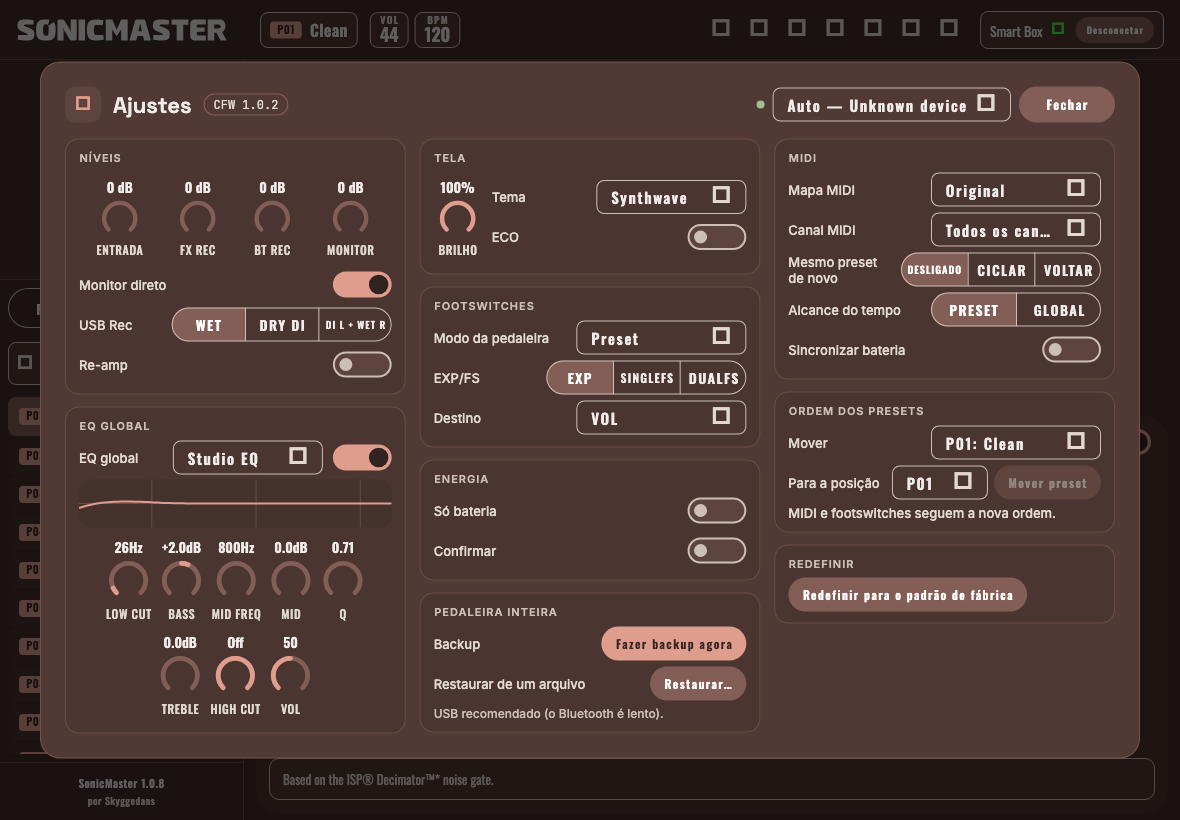 SONICMASTER
P01 Clean
VOL 44
BPM 120
Smart Box
Desconectar
Ajustes
CFW 1.0.2
Auto — Unknown device
Fechar
NÍVEIS
0 dB 0 dB 0 dB 0 dB
ENTRADA FX REC BT REC MONITOR
Monitor direto
USB Rec WET DRY DI DI L + WET R
Re-amp
EQ GLOBAL
EQ global Studio EQ
26Hz +2.0dB 800Hz 0.0dB 0.71
LOW CUT BASS MID FREQ MID Q
0.0dB Off 50
TREBLE HIGH CUT VOL
TELA
100%
BRILHO
Tema Synthwave
ECO
FOOTSWITCHES
Modo da pedaleira Preset
EXP/FS EXP SINGLEFS DUALFS
Destino VOL
ENERGIA
Só bateria
Confirmar
PEDALEIRA INTEIRA
Backup Fazer backup agora
Restaurar de um arquivo Restaurar…
USB recomendado (o Bluetooth é lento).
MIDI
Mapa MIDI Original
Canal MIDI Todos os can…
Mesmo preset
de novo
DESLIGADO CICLAR VOLTAR
Alcance do tempo PRESET GLOBAL
Sincronizar bateria
ORDEM DOS PRESETS
Mover P01: Clean
Para a posição P01 Mover preset
MIDI e footswitches seguem a nova ordem.
REDEFINIR
Redefinir para o padrão de fábrica
SonicMaster 1.0.8
por Skyggedans
Based on the ISP® Decimator™* noise gate.